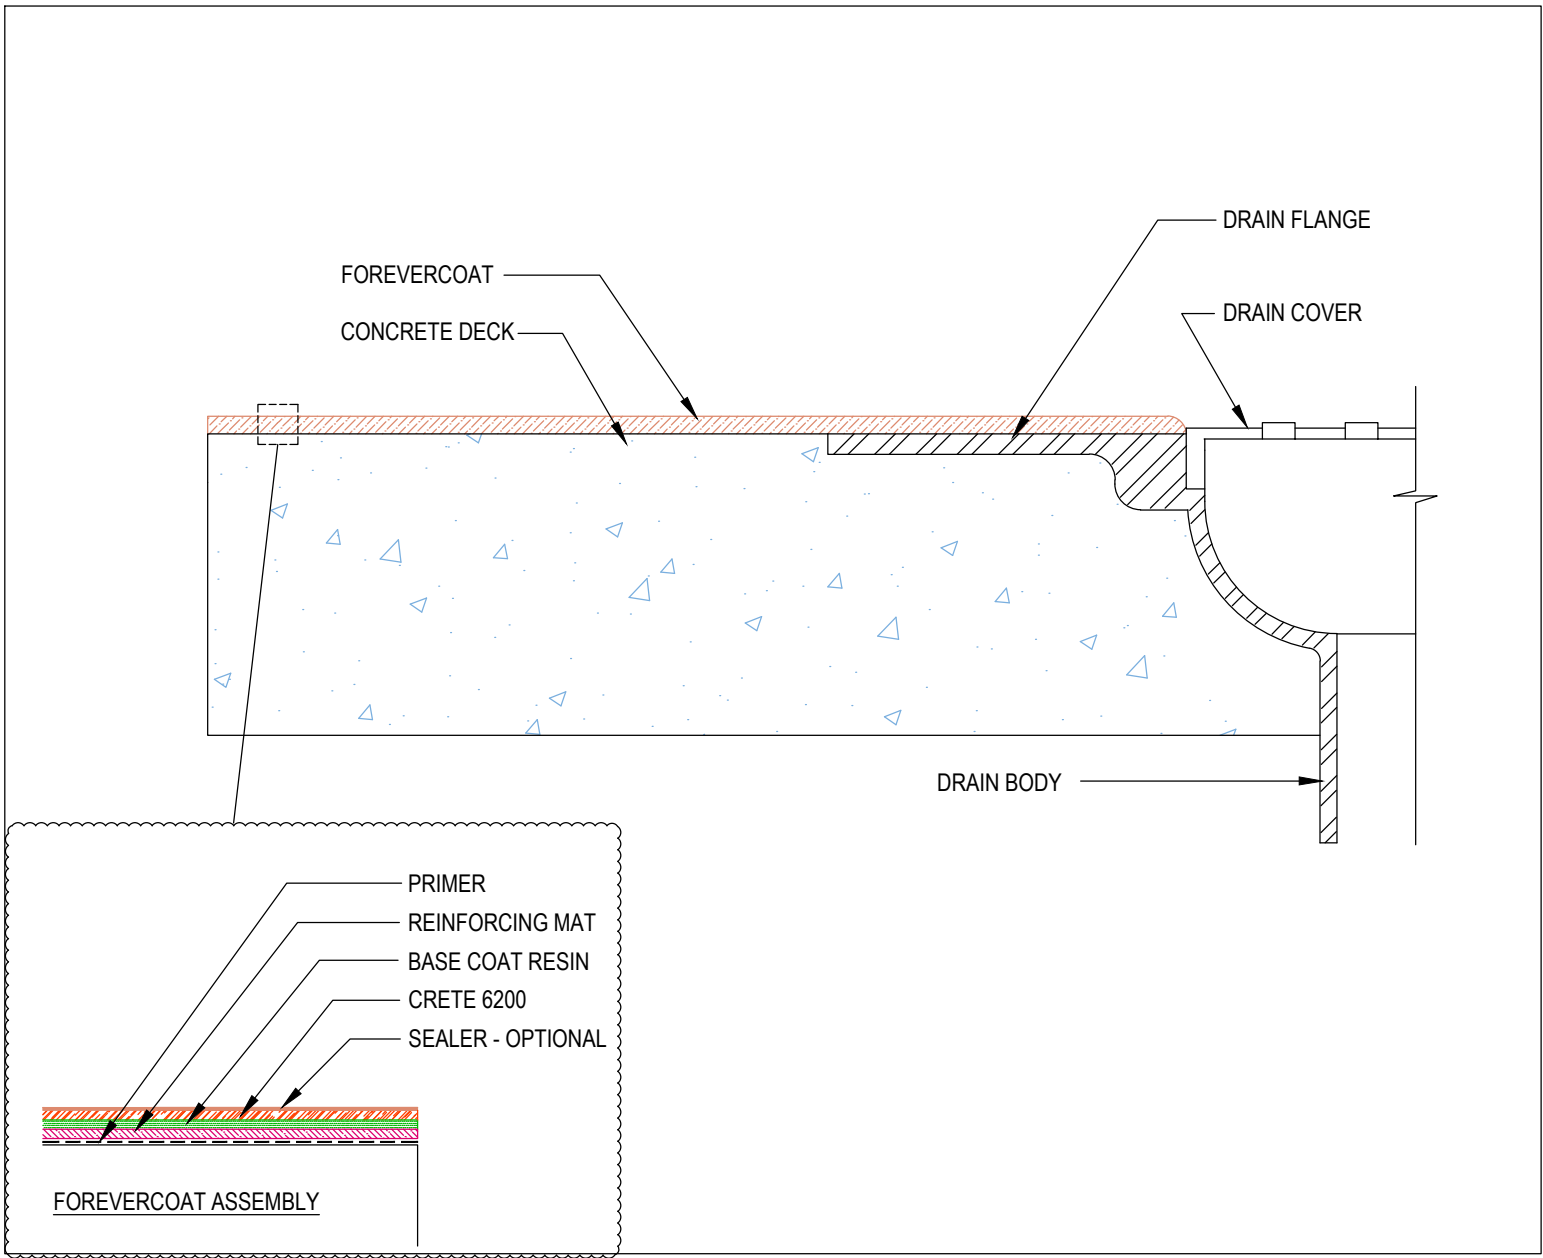 DRAIN FLANGE
FOREVERCOAT
DRAIN COVER
CONCRETE DECK
DRAIN BODY
PRIMER
REINFORCING MAT
BASE COAT RESIN
CRETE 6200
SEALER - OPTIONAL
FOREVERCOAT ASSEMBLY